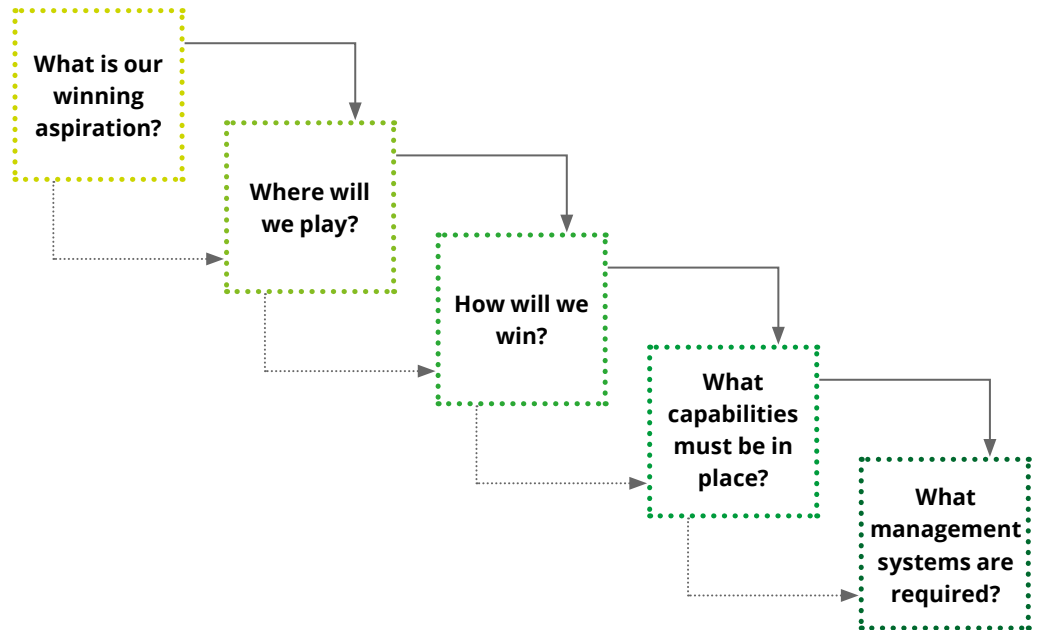 What is our
winning
aspiration?
Where will
we play?
How will we
win?
What
capabilities
must be in
place?
What
management
systems are
required?